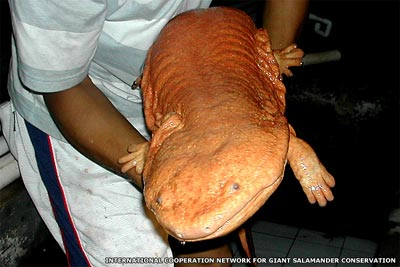 INTERNATIONAL COOPERATION NETWORK FOR GIANT SALAMANDER CONSERVATION